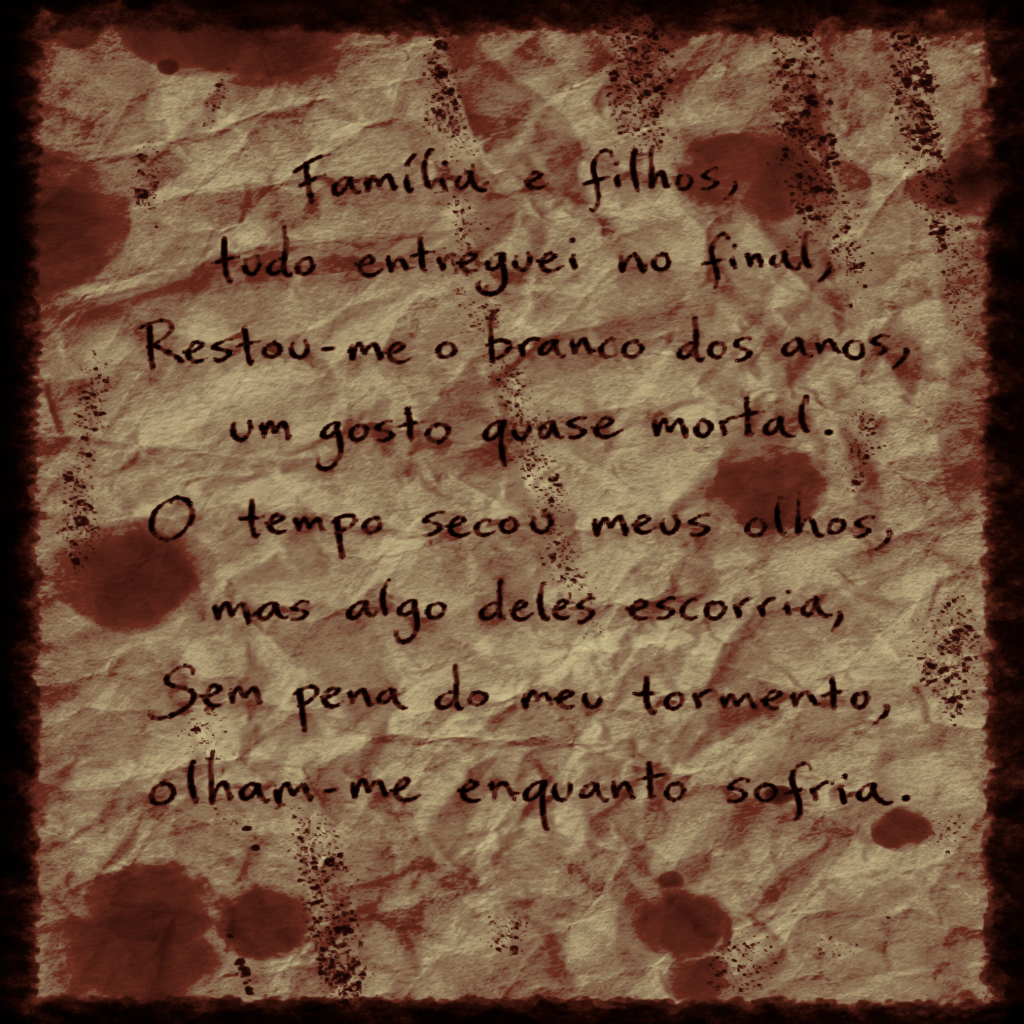 Família e filhos,
tudo entreguei no final,
Restou-me o branco dos anos,
um gosto quase mortal.
O tempo secou meus olhos,
mas algo deles escorria,
Sem pena do meu tormento,
olham-me enquanto sofria.